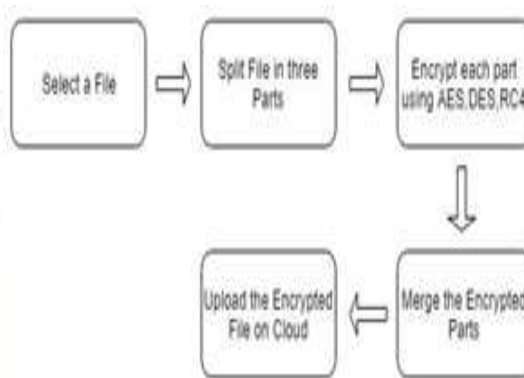 Select a File
Split File in three
Parts
Encrypt each part
using AES,DES,RC4
Merge the Encrypted
Parts
Upload the Encrypted
File on Cloud